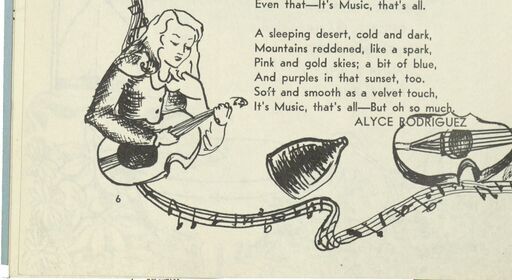 Even that—It's Music, that's all.
A sleeping desert, cold and dark,
Mountains reddened, like a spark,
Pink and gold skies; a bit of blue,
And purples in that sunset, too.
Soft and smooth as a velvet touch,
It's Music, that's all—But oh so much.
ALYCE RODRIGUEZ
6